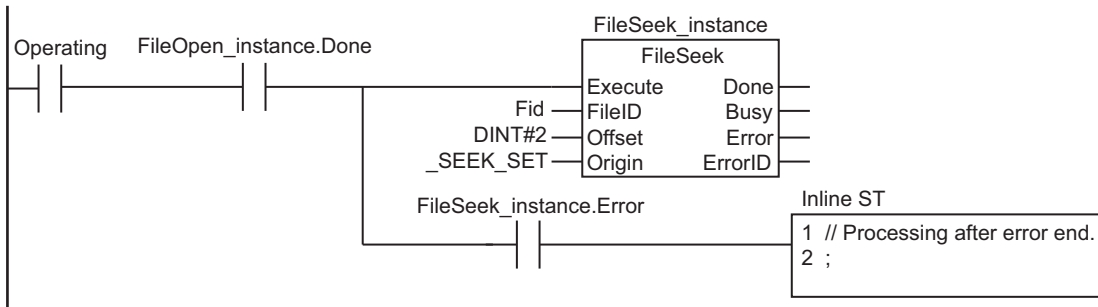 FileSeek_instance
Operating FileOpen_instance.Done
FileSeek
Execute Done
Fid FileID Busy
DINT#2 Offset Error
_SEEK_SET Origin ErrorID
FileSeek_instance.Error
Inline ST
1 // Processing after error end.
2 ;